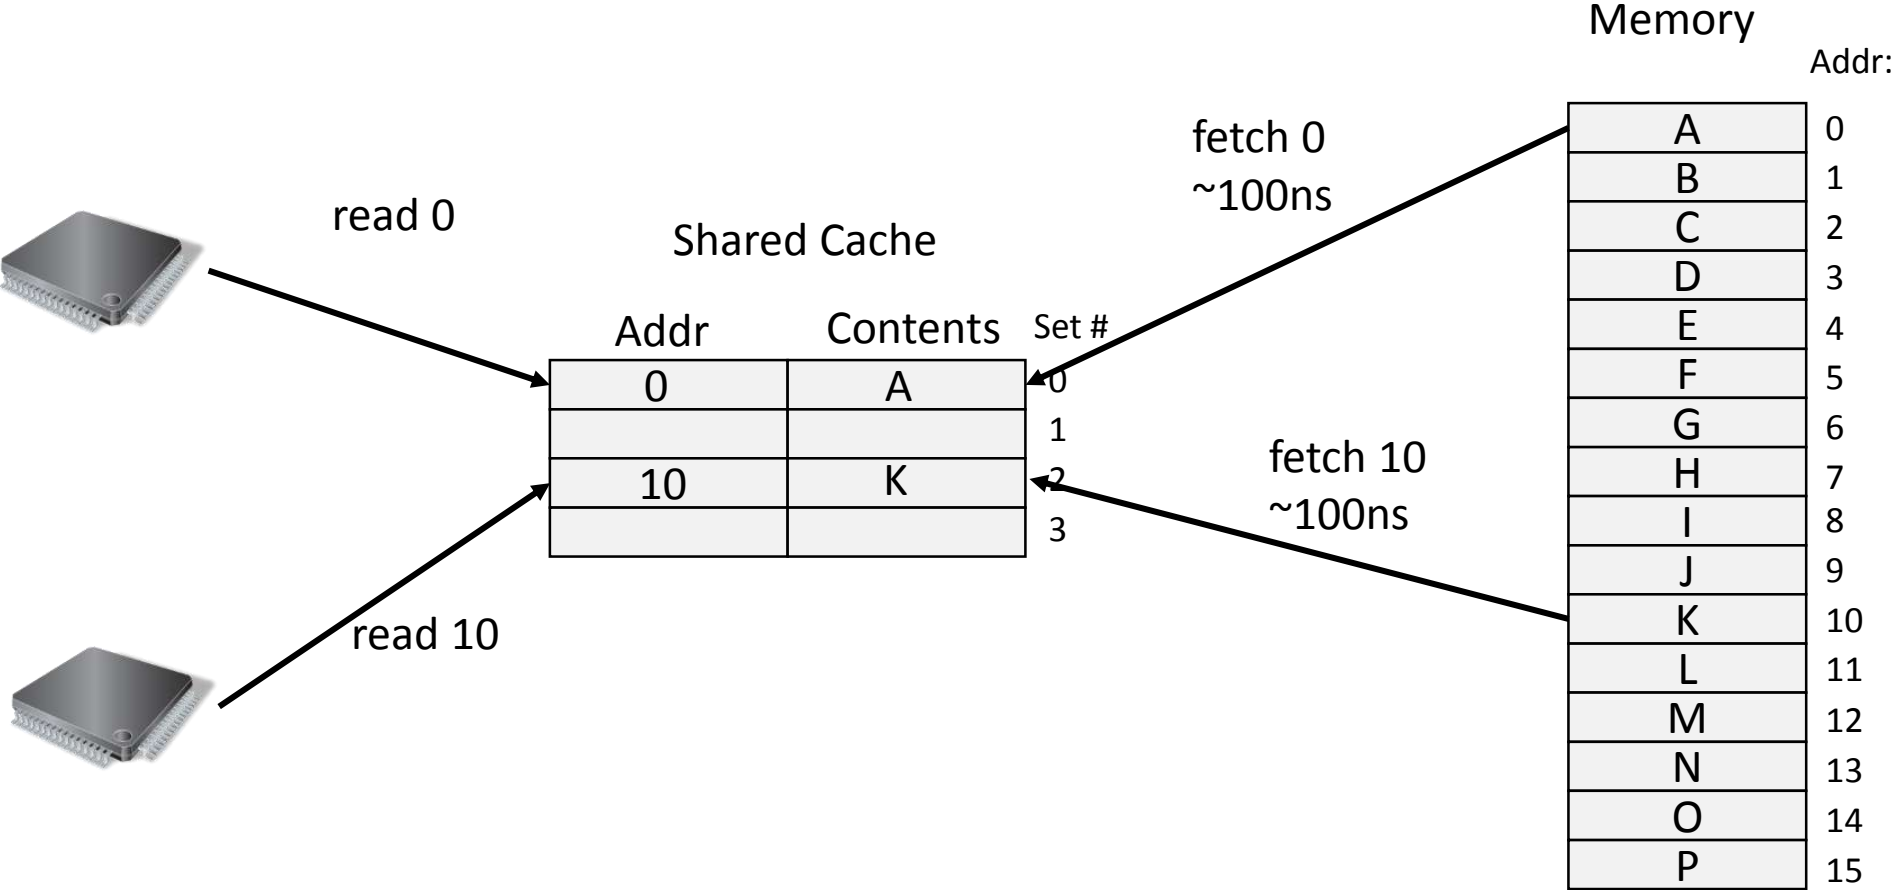 Memory
Addr:
fetch 0
~100ns
read 0
Shared Cache
Addr Contents Set #
0 A 0
1
10 K 2
3
fetch 10
~100ns
read 10
A 0
B 1
C 2
D 3
E 4
F 5
G 6
H 7
I 8
J 9
K 10
L 11
M 12
N 13
O 14
P 15